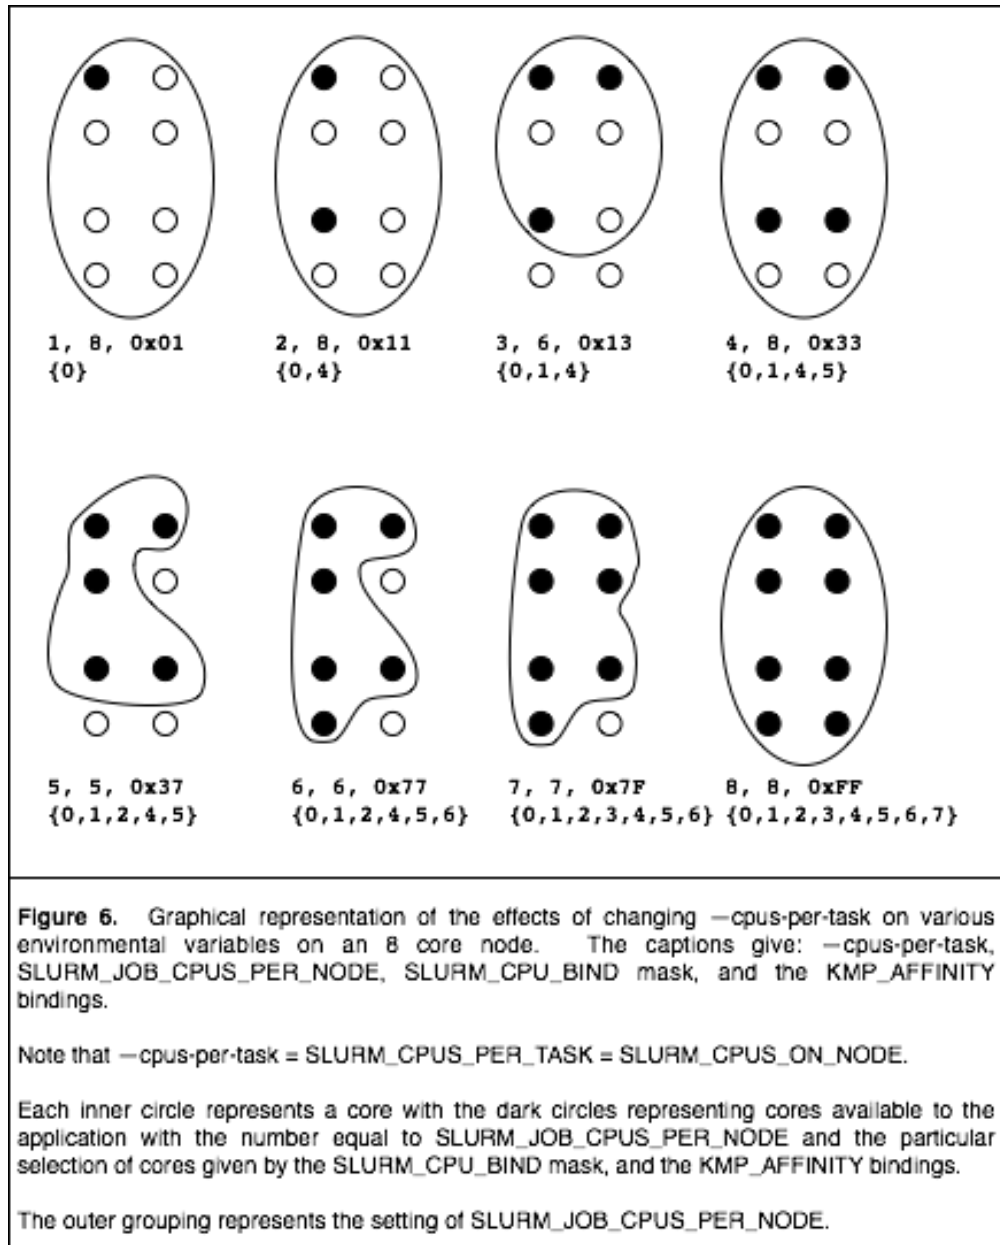 1, 8, 0x01
{0}
2, 8, 0x11
{0,4}
3, 6, 0x13
{0,1,4}
4, 8, 0x33
{0,1,4,5}
5, 5, 0x37
{0,1,2,4,5}
6, 6, 0x77
{0,1,2,4,5,6}
7, 7, 0x7F
{0,1,2,3,4,5,6}
8, 8, 0xFF
{0,1,2,3,4,5,6,7}
Figure 6. Graphical representation of the effects of changing —cpus-per-task on various
environmental variables on an 8 core node. The captions give: —cpus-per-task,
SLURM_JOB_CPUS_PER_NODE, SLURM_CPU_BIND mask, and the KMP_AFFINITY
bindings.
Note that —cpus-per-task = SLURM_CPUS_PER_TASK = SLURM_CPUS_ON_NODE.
Each inner circle represents a core with the dark circles representing cores available to the
application with the number equal to SLURM_JOB_CPUS_PER_NODE and the particular
selection of cores given by the SLURM_CPU_BIND mask, and the KMP_AFFINITY bindings.
The outer grouping represents the setting of SLURM_JOB_CPUS_PER_NODE.